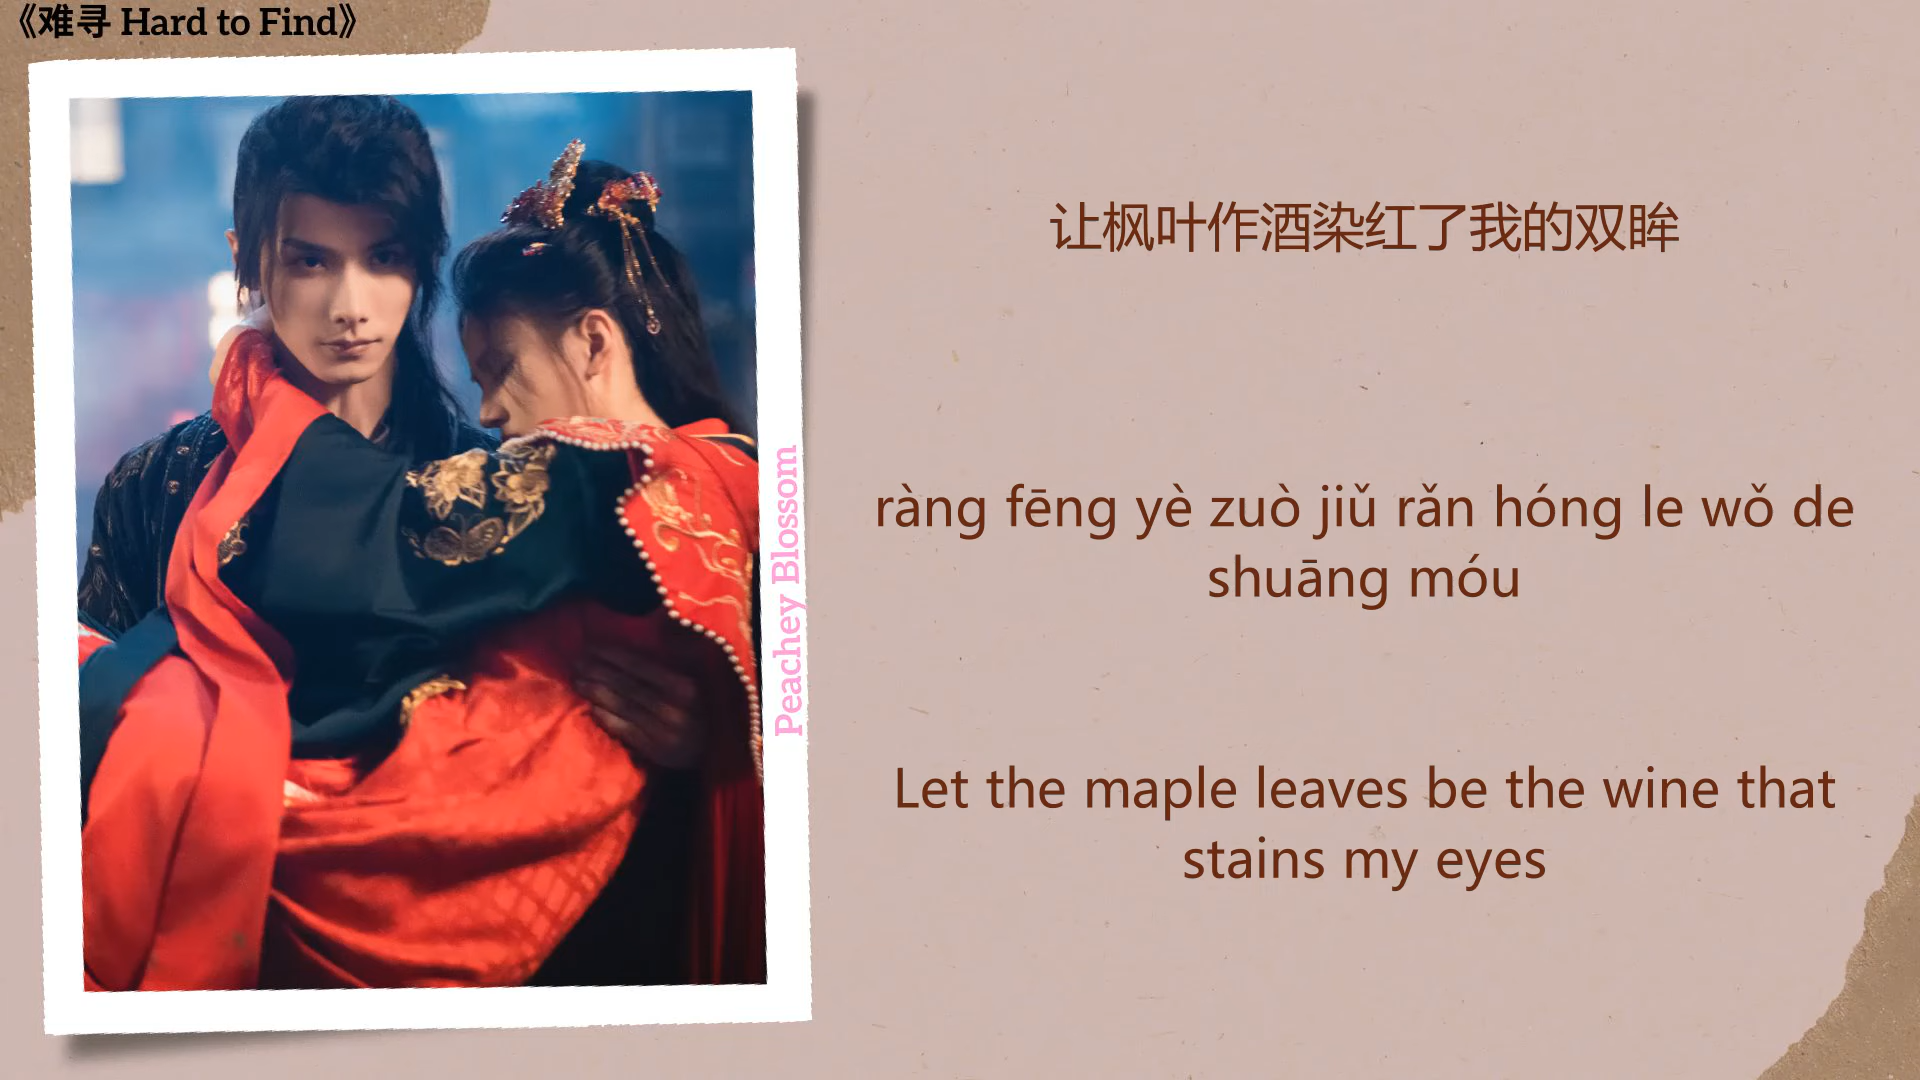 《难寻 Hard to Find》
Peachey Blossom
让枫叶作酒染红了我的双眸
ràng fēng yè zuò jiǔ rǎn hóng le wǒ de
shuāng móu
Let the maple leaves be the wine that
stains my eyes